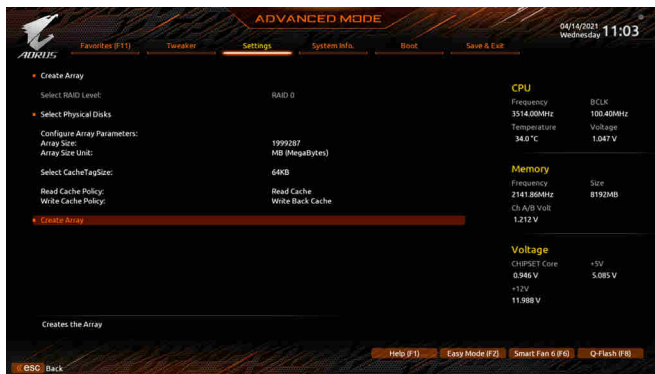 ADVANCED MODE
04/14/2021
Wednesday
11:03
AORUS
Favorites (F11)
Tweaker
Settings
System Info.
Boot
Save & Exit
Create Array
Select RAID Level: RAID 0
Select Physical Disks
Configure Array Parameters:
Array Size: 1999287
Array Size Unit: MB (MegaBytes)
Select CacheTagSize: 64KB
Read Cache Policy: Read Cache
Write Cache Policy: Write Back Cache
Create Array
CPU
Frequency BCLK
3514.00MHz 100.40MHz
Temperature Voltage
34.0 °C 1.047 V
Memory
Frequency Size
2141.86MHz 8192MB
Ch A/B Volt
1.212 V
Voltage
CHIPSET Core +5V
0.946 V 5.085 V
+12V
11.988 V
Creates the Array
Help (F1)
Easy Mode (F2)
Smart Fan 6 (F6)
Q-Flash (F8)
esc Back